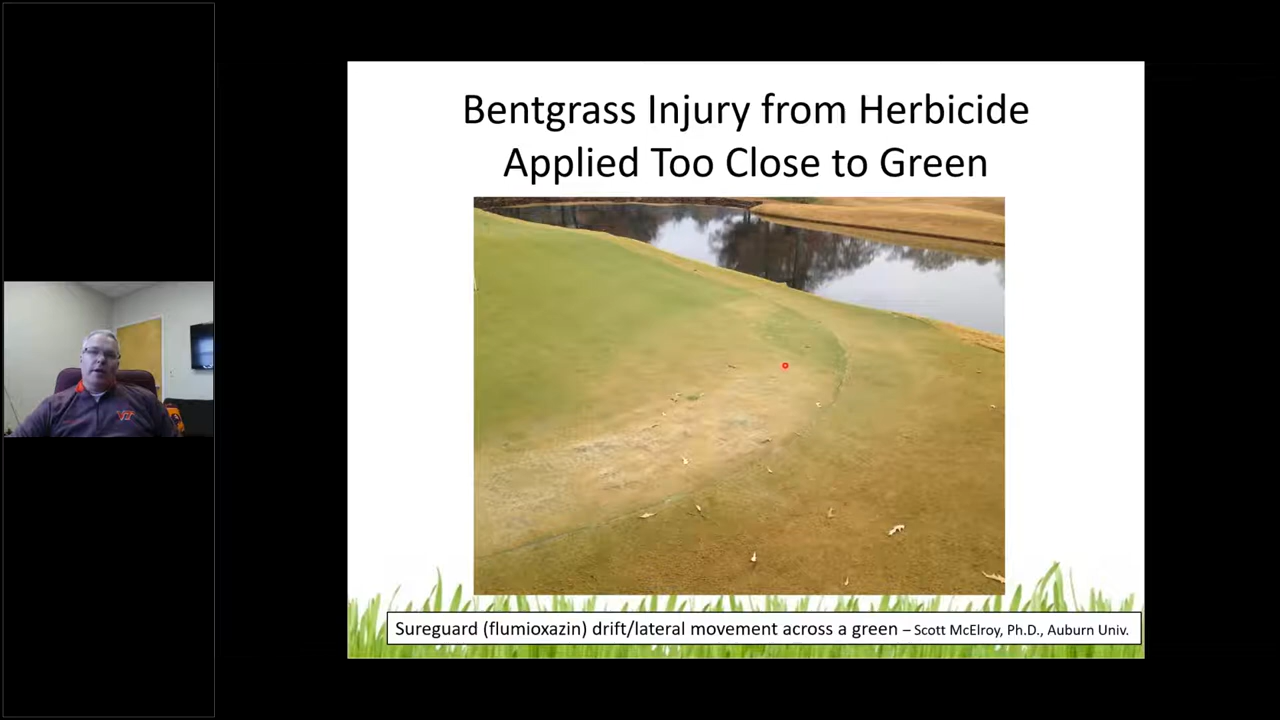 Bentgrass Injury from Herbicide
Applied Too Close to Green
Sureguard (flumioxazin) drift/lateral movement across a green – Scott McElroy, Ph.D., Auburn Univ.
VT